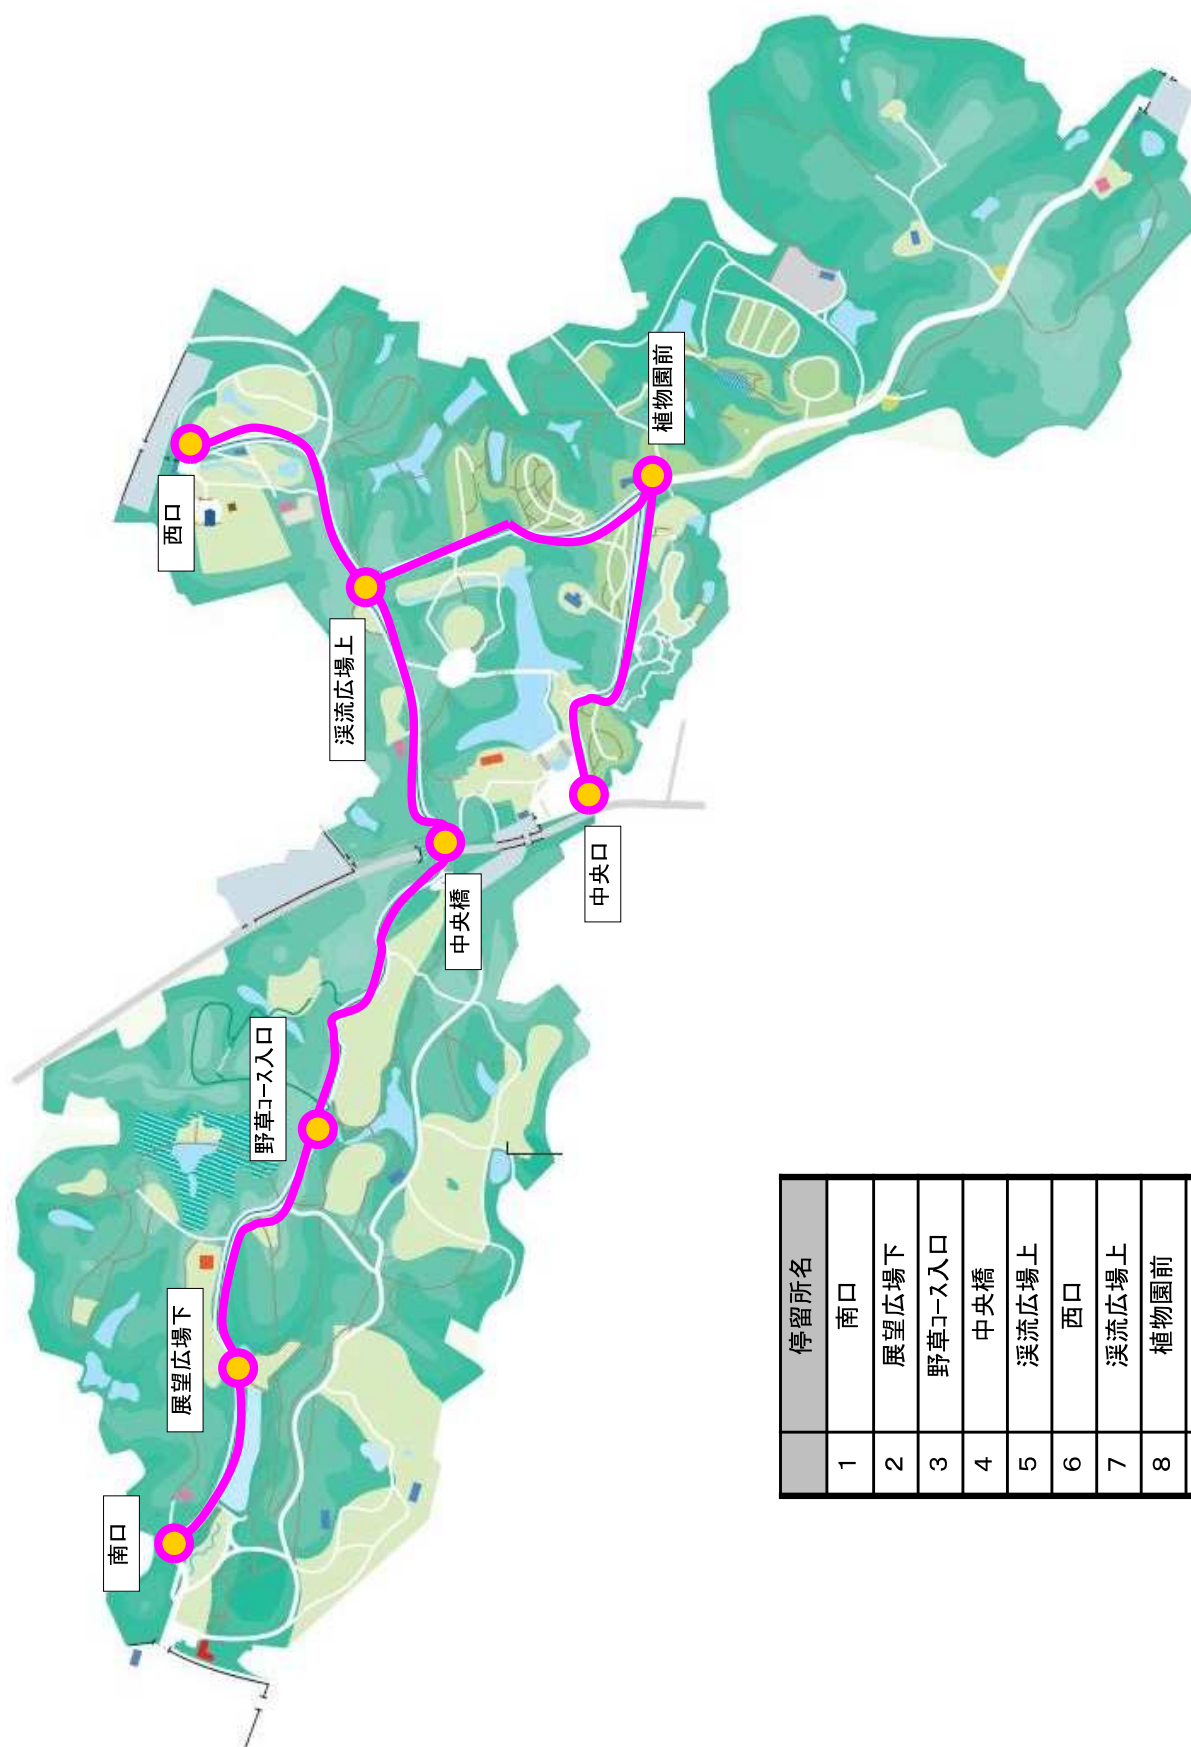 植物園前
西口
渓流広場上
中央口
中央橋
野草コース入口
展望広場下
南口
停留所名
1 南口
2 展望広場下
3 野草コース入口
4 中央橋
5 渓流広場上
6 西口
7 渓流広場上
8 植物園前